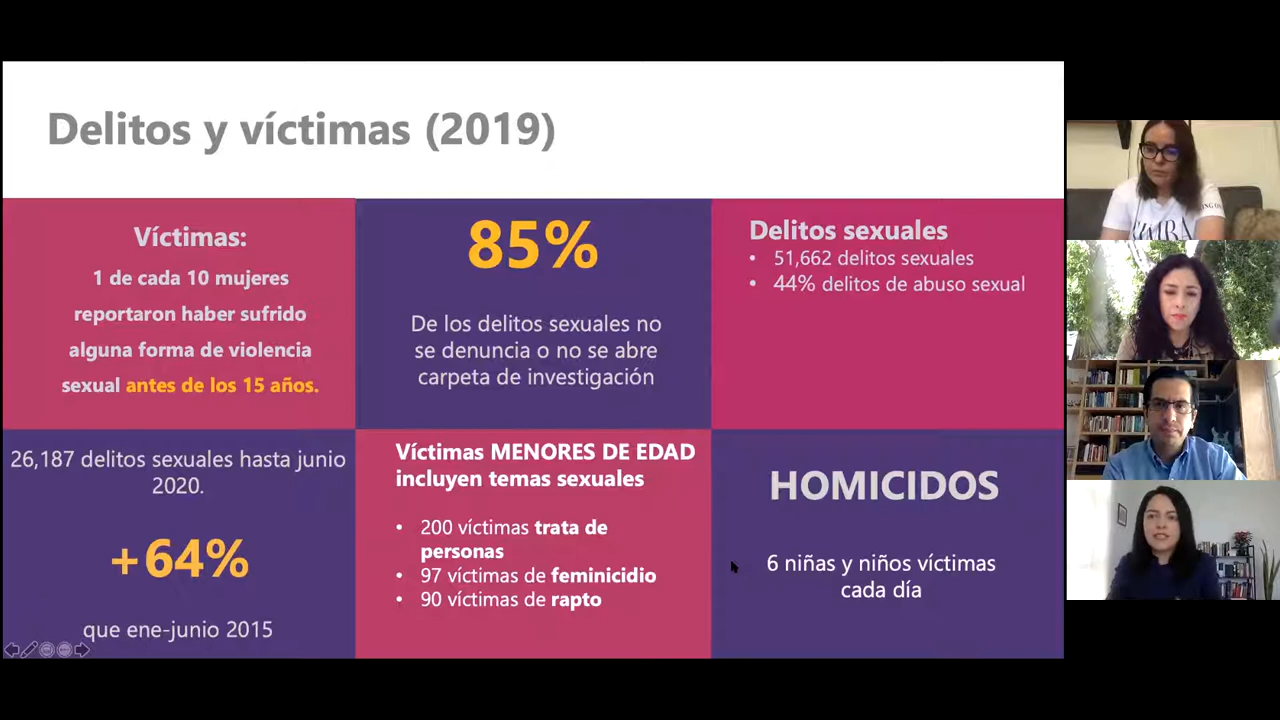 Delitos y víctimas (2019)
Víctimas:
1 de cada 10 mujeres
reportaron haber sufrido
alguna forma de violencia
sexual antes de los 15 años.
85%
De los delitos sexuales no
se denuncia o no se abre
carpeta de investigación
Delitos sexuales
• 51,662 delitos sexuales
• 44% delitos de abuso sexual
26,187 delitos sexuales hasta junio
2020.
+64%
que ene-junio 2015
Víctimas MENORES DE EDAD
incluyen temas sexuales
• 200 víctimas trata de
personas
• 97 víctimas de feminicidio
• 90 víctimas de rapto
HOMICIDOS
6 niñas y niños víctimas
cada día